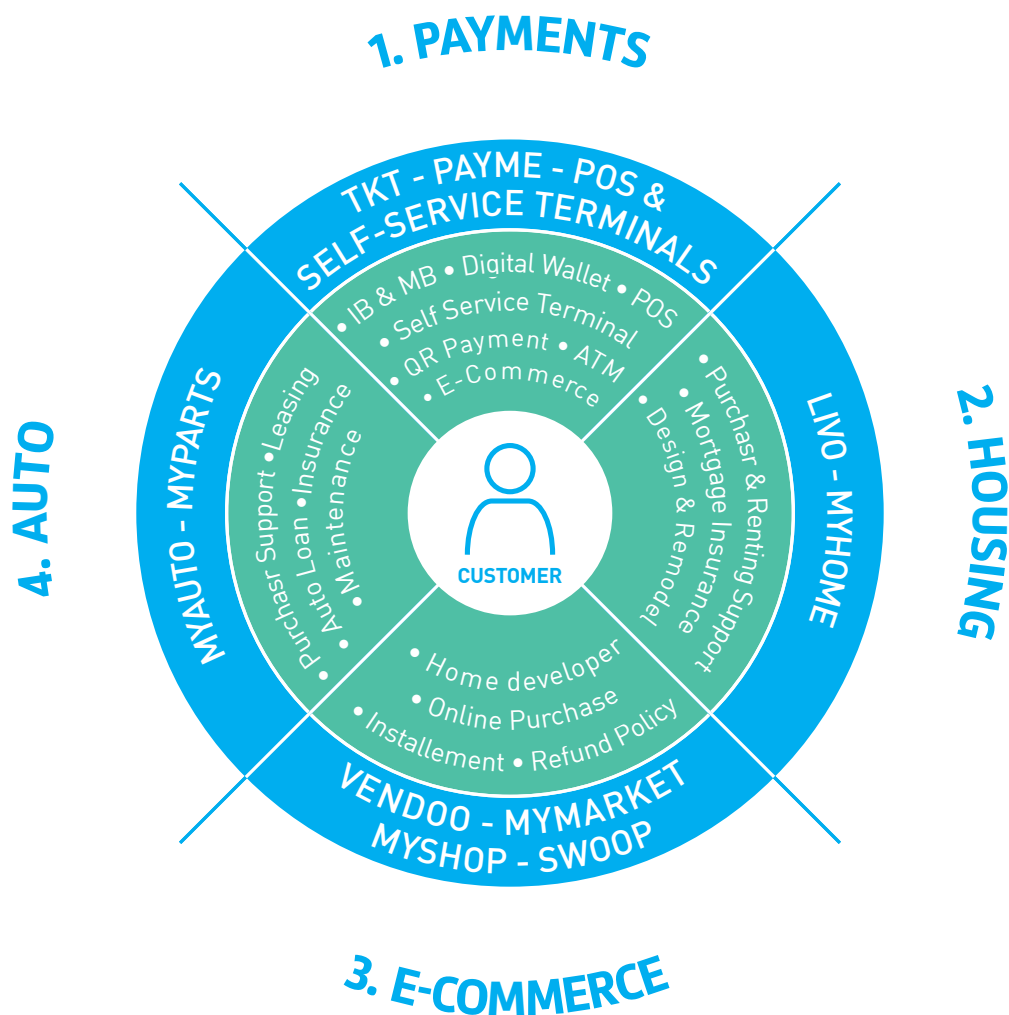 1. PAYMENTS
TKT - PAYME - POS &
SELF-SERVICE TERMINALS
• IB & MB • Digital Wallet • POS
• Self Service Terminal
• QR Payment • ATM
• E-Commerce
2. HOUSING
LIVO - MYHOME
• Purchasr & Renting Support
• Mortgage Insurance
• Design & Remodel
CUSTOMER
• Home developer
• Online Purchase
• Installement • Refund Policy
VENDOO - MYMARKET
MYSHOP - SWOOP
3. E-COMMERCE
4. AUTO
MYAUTO - MYPARTS
• Purchasr Support •Leasing
• Auto Loan •Insurance
• Maintenance